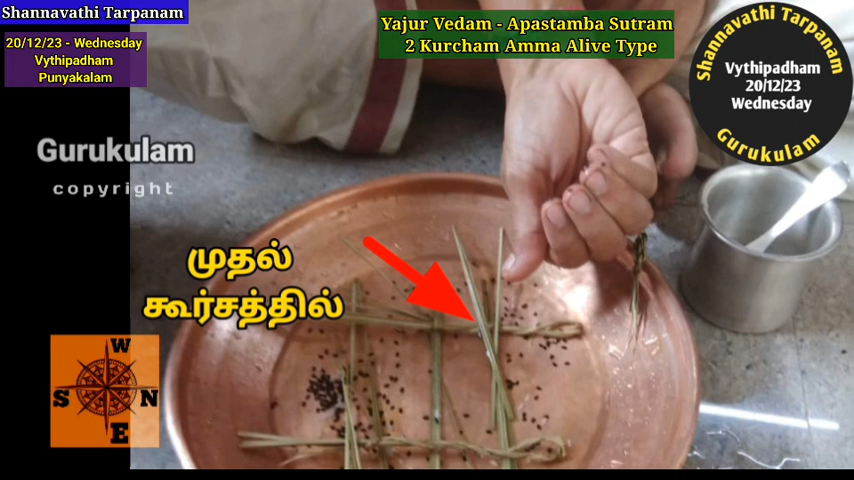 Shannavathi Tarpanam
20/12/23 - Wednesday
Vythipadham
Punyakalam
Yajur Vedam - Apastamba Sutram
2 Kurcham Amma Alive Type
Shannavathi Tarpanam
Vythipadham
20/12/23
Wednesday
Gurukulam
Gurukulam
copyright
முதல்
கூர்சத்தில்
W
S N
E